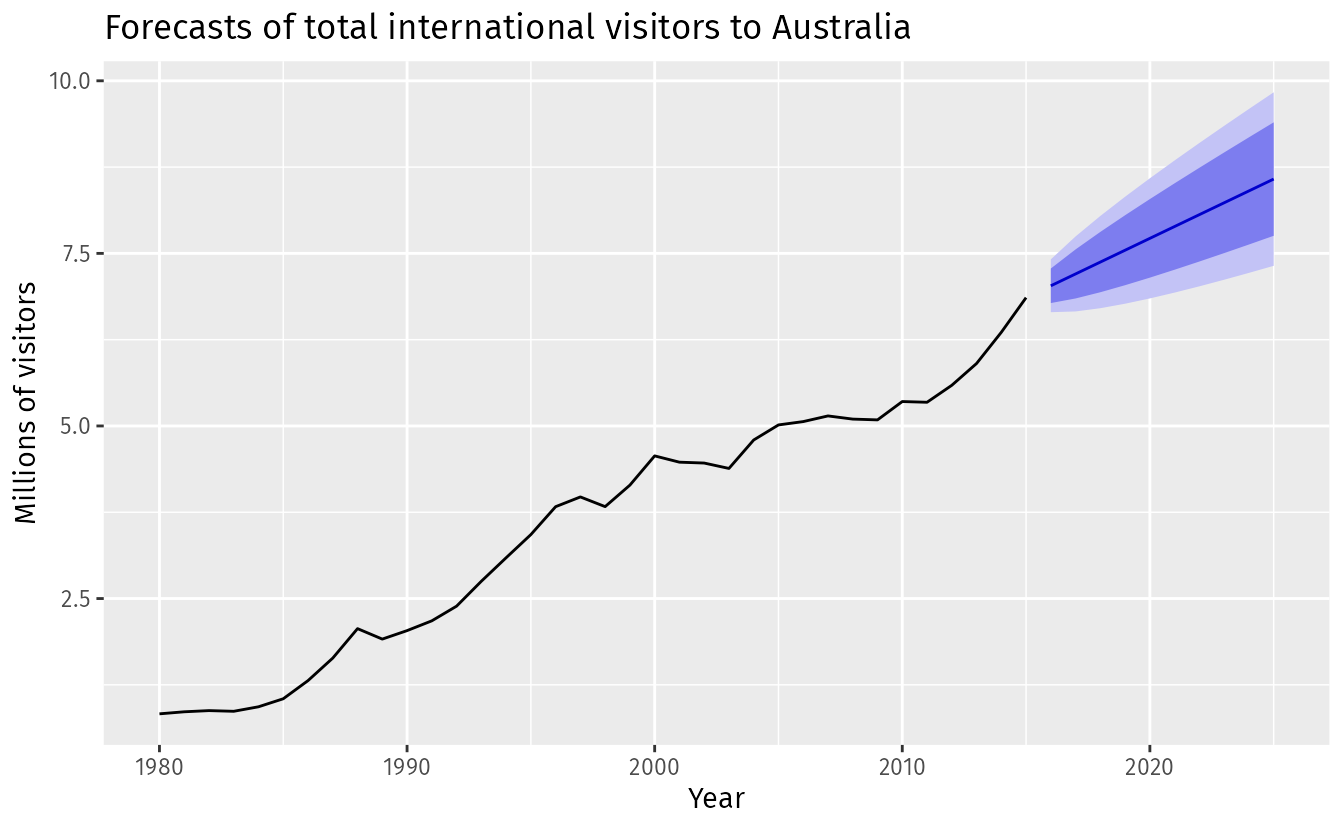 Forecasts of total international visitors to Australia
10.0
7.5
5.0
2.5
Millions of visitors
1980 1990 2000 2010 2020
Year